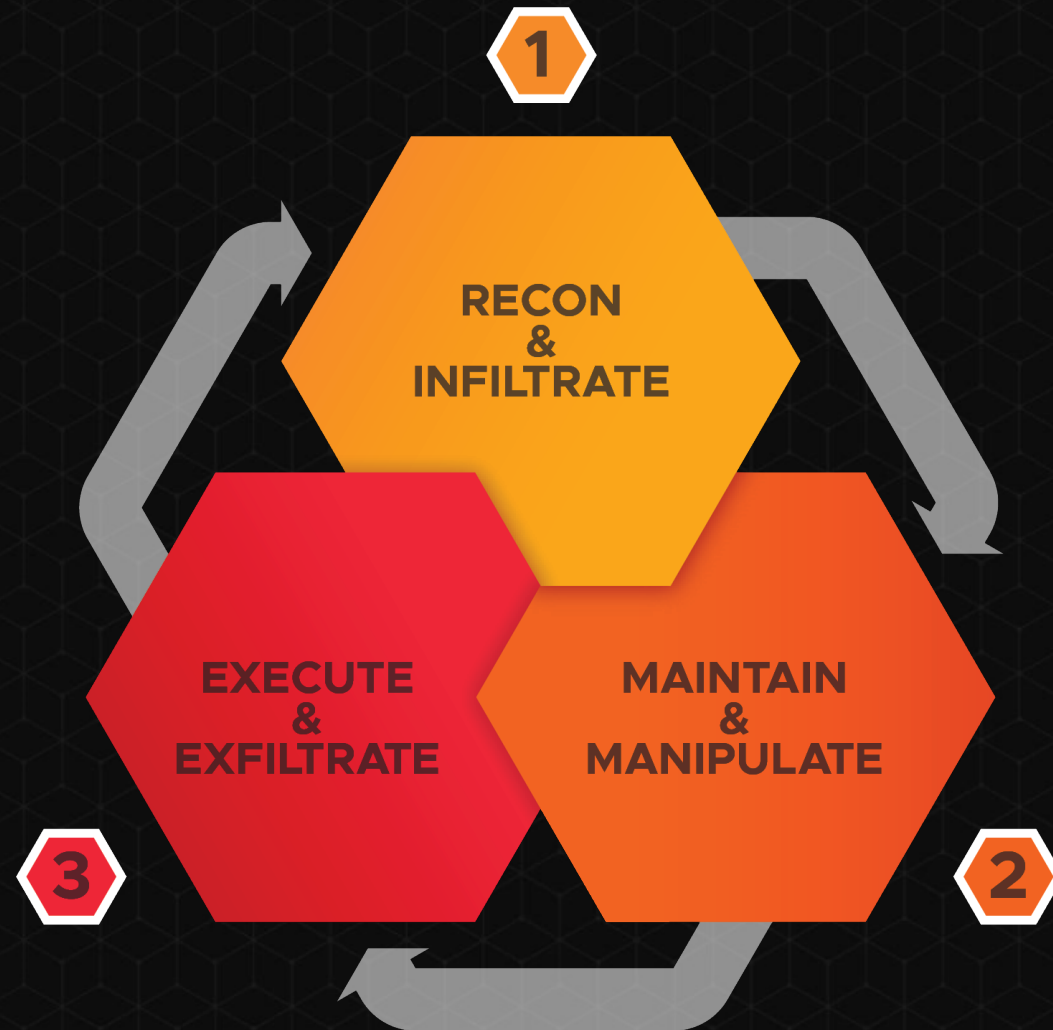 1
RECON
&
INFILTRATE
EXECUTE
&
EXFILTRATE
MAINTAIN
&
MANIPULATE
3
2